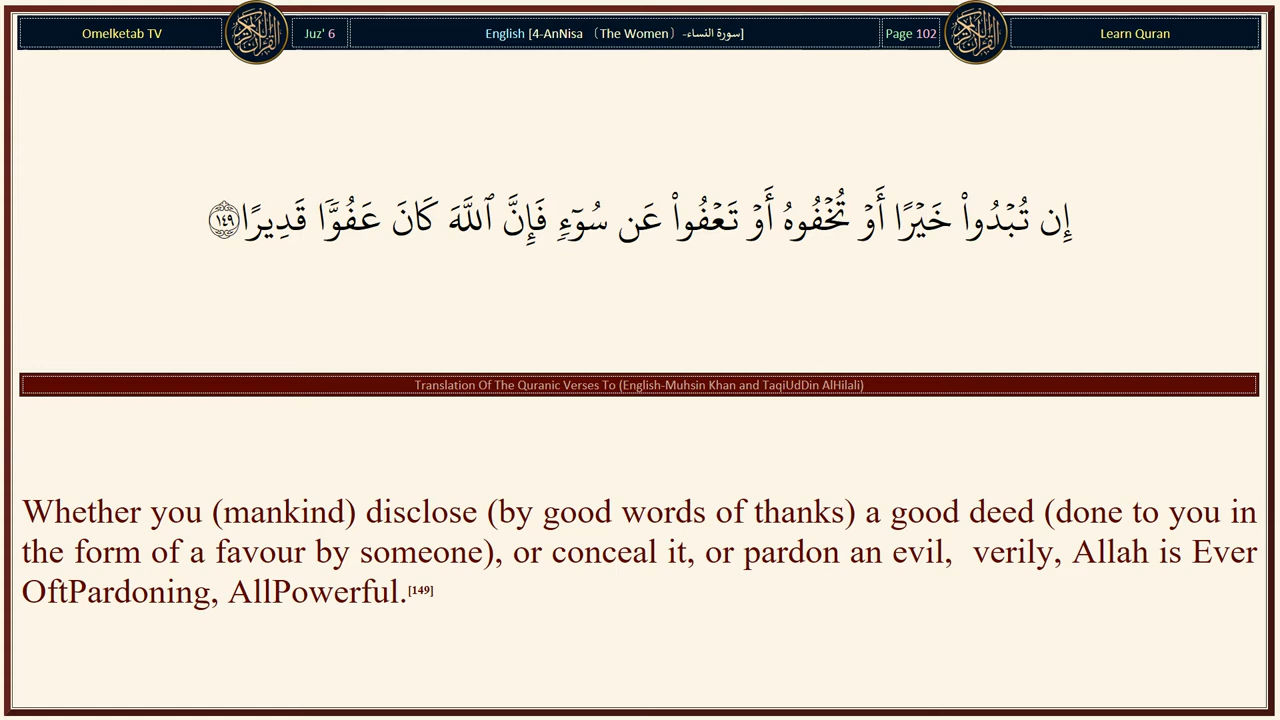 Omelketab TV
Juz' 6
English [4-AnNisa （The Women）-سورة النساء]
Page 102
Learn Quran
إِن تُبۡدُواْ خَيۡرًا أَوۡ تُخۡفُوهُ أَوۡ تَعۡفُواْ عَن سُوٓءٖ فَإِنَّ ٱللَّهَ كَانَ عَفُوّٗا قَدِيرًا ١٤٩
Translation Of The Quranic Verses To (English-Muhsin Khan and TaqiUdDin AlHilali)
Whether you (mankind) disclose (by good words of thanks) a good deed (done to you in
the form of a favour by someone), or conceal it, or pardon an evil,  verily, Allah is Ever
OftPardoning, AllPowerful.[149]